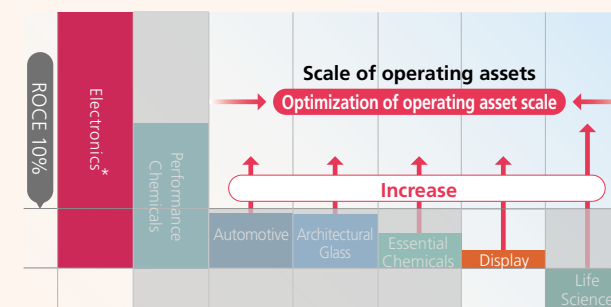 Scale of operating assets
Optimization of operating asset scale
ROCE 10%
Electronics*
Performance
Chemicals
Increase
Automotive
Architectural
Glass
Essential
Chemicals
Display
Life
Science